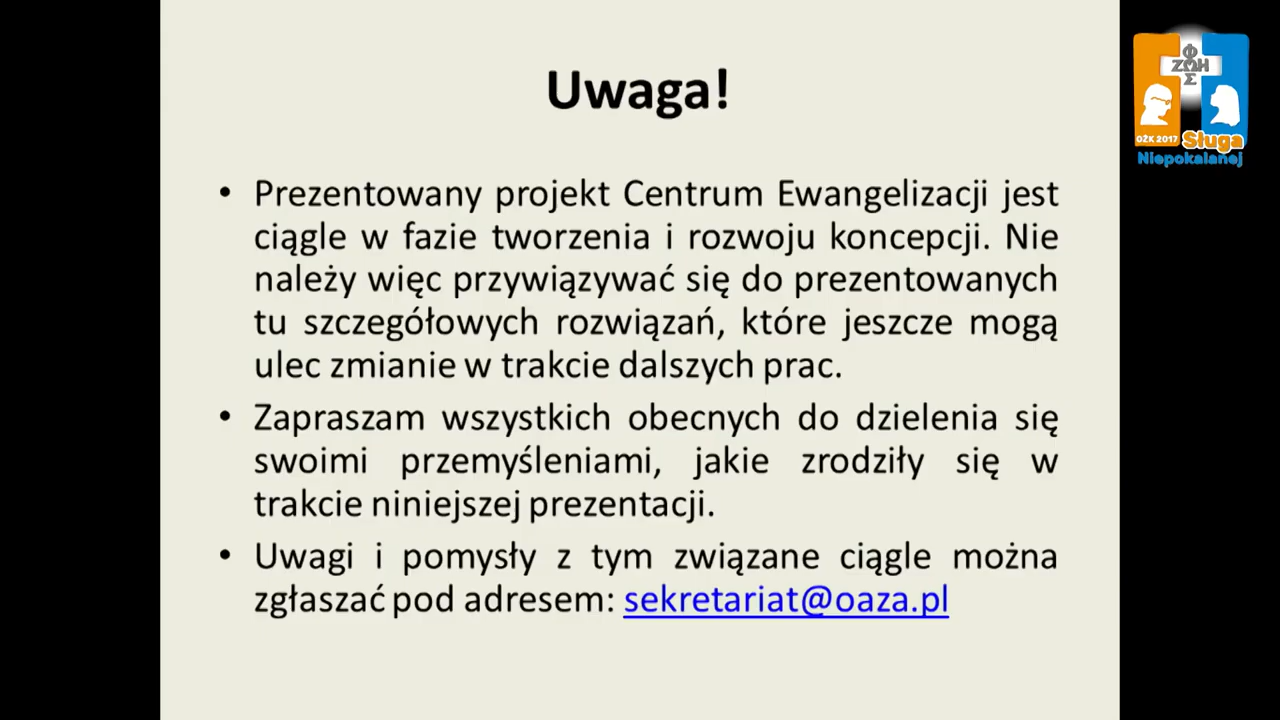 Uwaga!
• Prezentowany projekt Centrum Ewangelizacji jest
ciągle w fazie tworzenia i rozwoju koncepcji. Nie
należy więc przywiązywać się do prezentowanych
tu szczegółowych rozwiązań, które jeszcze mogą
ulec zmianie w trakcie dalszych prac.
• Zapraszam wszystkich obecnych do dzielenia się
swoimi przemyśleniami, jakie zrodziły się w
trakcie niniejszej prezentacji.
• Uwagi i pomysły z tym związane ciągle można
zgłaszać pod adresem: sekretariat@oaza.pl
Φ
ΖΩΗ
Σ
OŻK 2017 Sługa
Niepokalanej